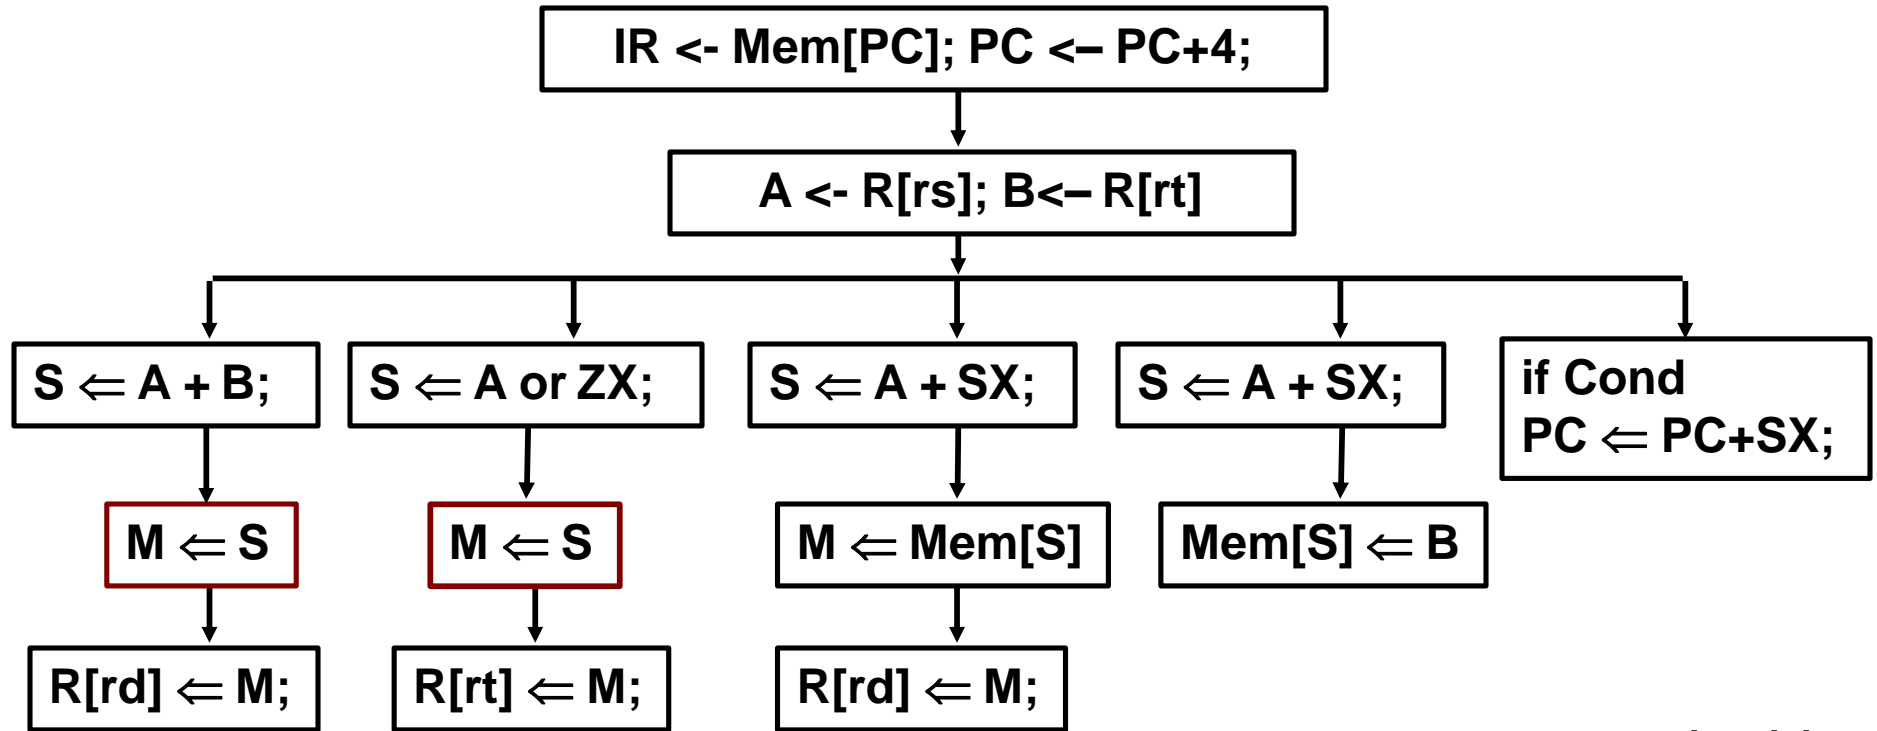 IR <- Mem[PC]; PC <– PC+4;
A <- R[rs]; B<– R[rt]
S ⇐ A + B;
S ⇐ A or ZX;
S ⇐ A + SX;
S ⇐ A + SX;
if Cond
PC ⇐ PC+SX;
M ⇐ S
M ⇐ S
M ⇐ Mem[S]
Mem[S] ⇐ B
R[rd] ⇐ M;
R[rt] ⇐ M;
R[rd] ⇐ M;